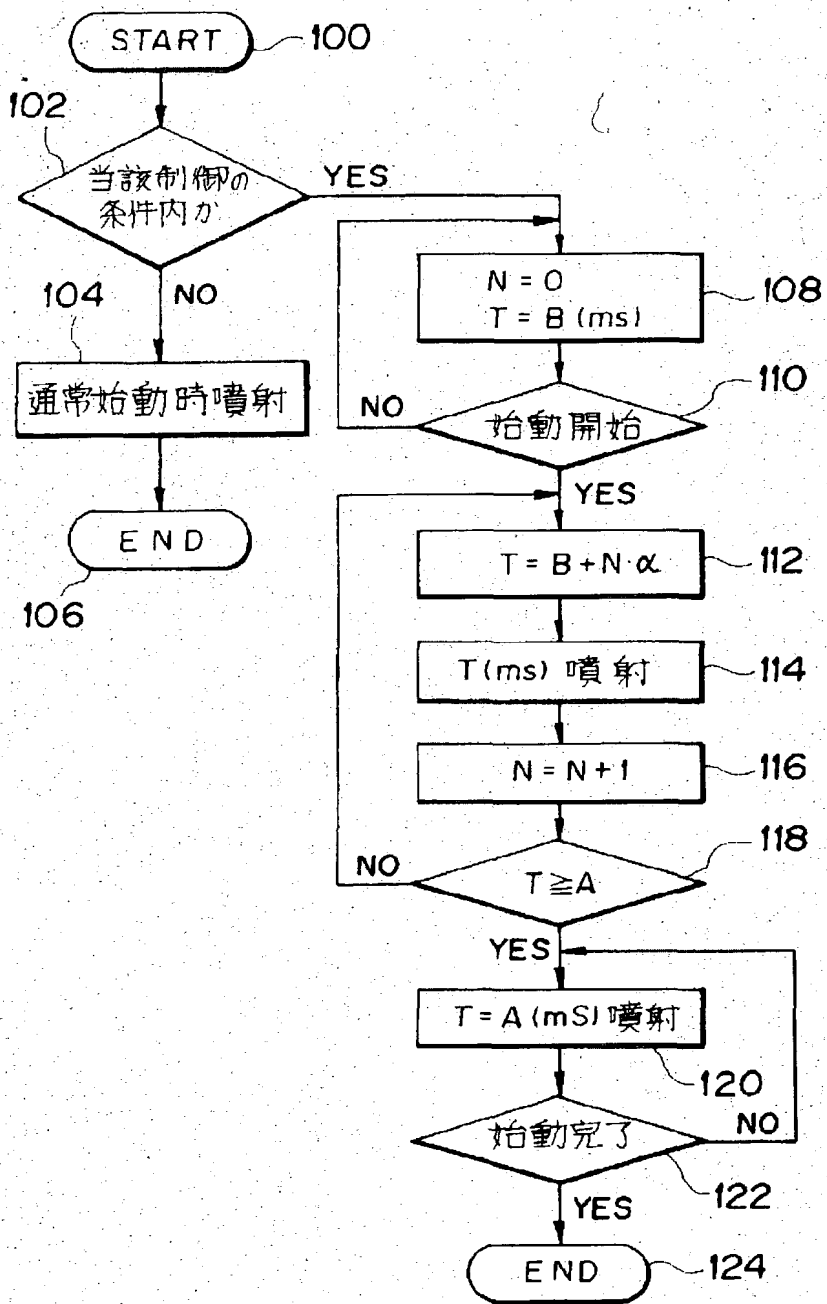 START
100
102
当該制御の
条件内か
YES
NO
104
通常始動時噴射
END
106
N = 0
T = B (ms)
108
110
NO
始動開始
YES
T = B + N・α
112
T(ms) 噴射
114
N = N + 1
116
118
NO
T ≧ A
YES
T = A (mS) 噴射
120
始動完了
NO
122
YES
END
124